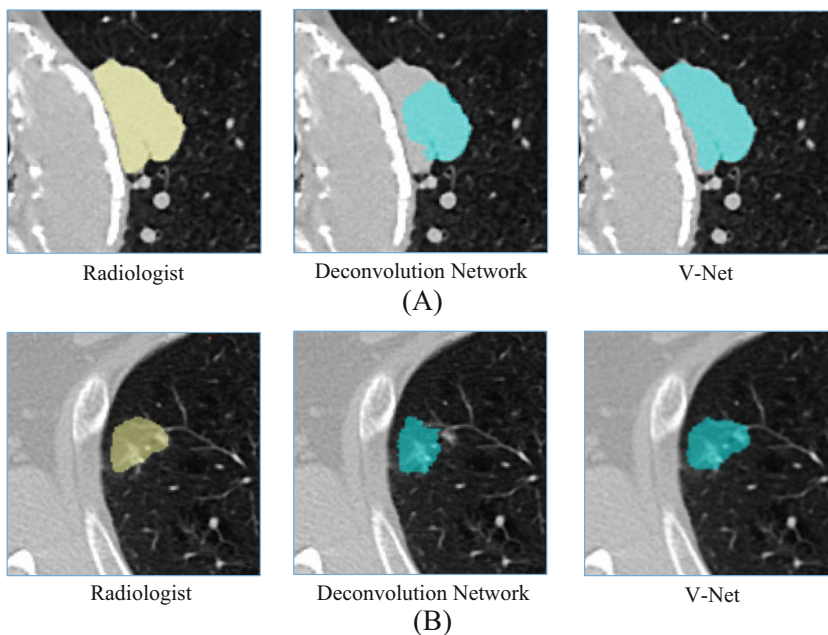 Radiologist
Deconvolution Network
V-Net
(A)
Radiologist
Deconvolution Network
V-Net
(B)